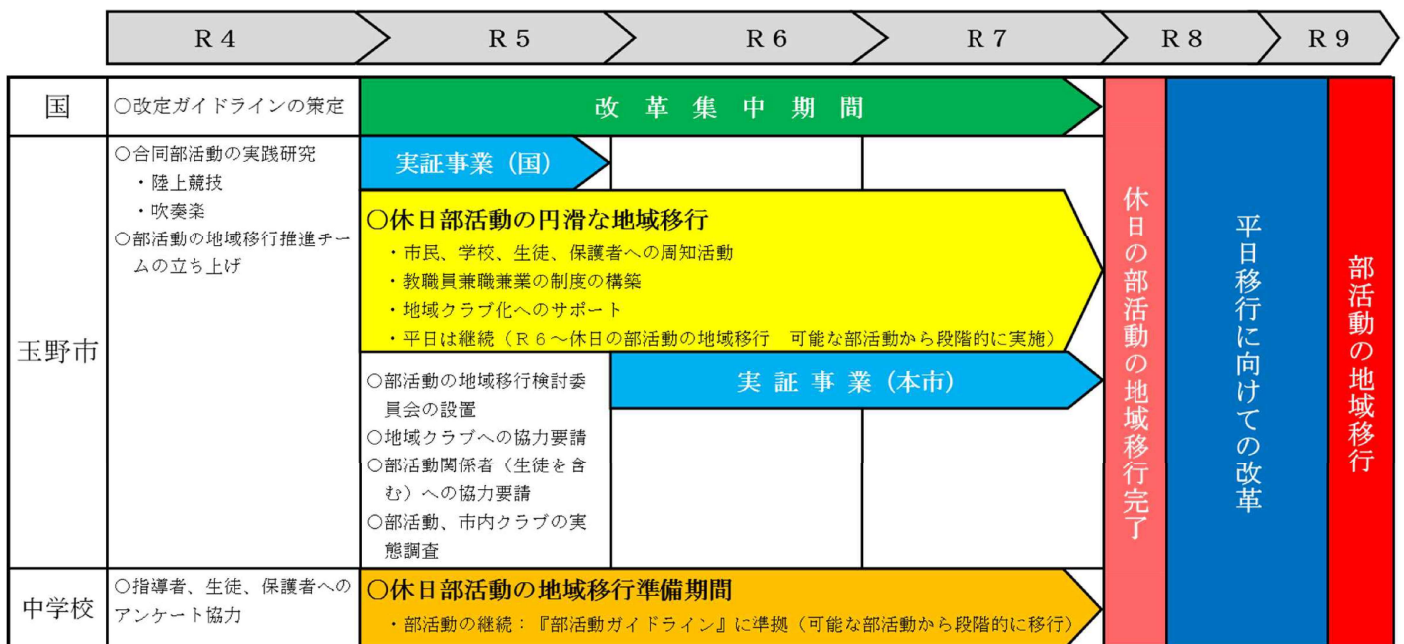 R4
R5
R6
R7
R8
R9
国
○改定ガイドラインの策定
改革集中期間
玉野市
○合同部活動の実践研究
・陸上競技
・吹奏楽
○部活動の地域移行推進チー
ムの立ち上げ
実証事業（国）
○休日部活動の円滑な地域移行
・市民、学校、生徒、保護者への周知活動
・教職員兼職兼業の制度の構築
・地域クラブ化へのサポート
・平日は継続（R6～休日の部活動の地域移行　可能な部活動から段階的に実施）
○部活動の地域移行検討委
員会の設置
○地域クラブへの協力要請
○部活動関係者（生徒を含
む）への協力要請
○部活動、市内クラブの実
態調査
実証事業（本市）
中学校
○指導者、生徒、保護者への
アンケート協力
○休日部活動の地域移行準備期間
・部活動の継続：『部活動ガイドライン』に準拠（可能な部活動から段階的に移行）
休日の部活動の地域移行完了
平日移行に向けての改革
部活動の地域移行